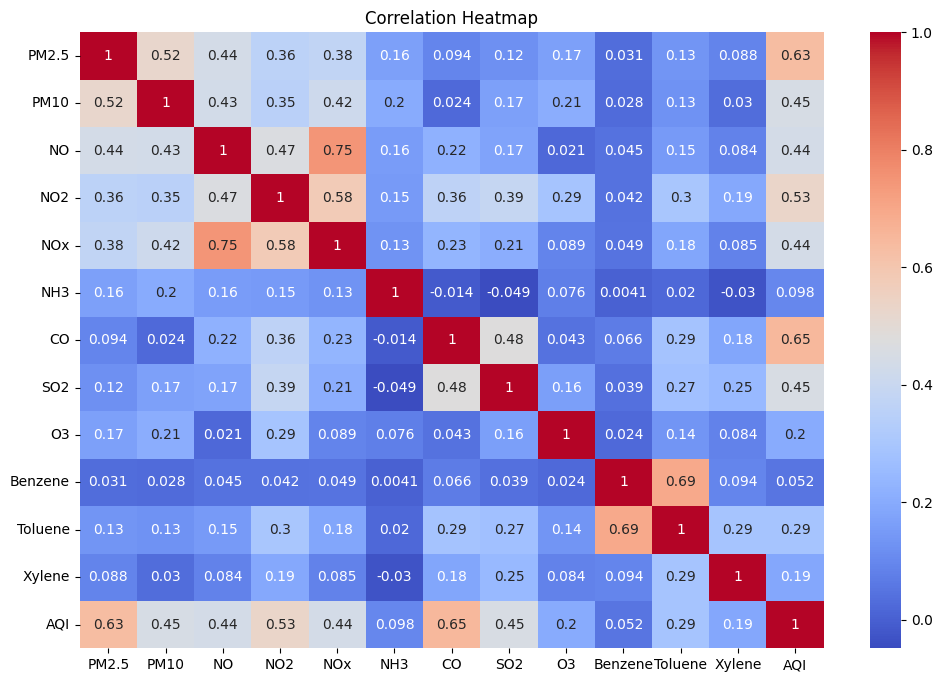 Correlation Heatmap
PM2.5 1 0.52 0.44 0.36 0.38 0.16 0.094 0.12 0.17 0.031 0.13 0.088 0.63
PM10 0.52 1 0.43 0.35 0.42 0.2 0.024 0.17 0.21 0.028 0.13 0.03 0.45
NO 0.44 0.43 1 0.47 0.75 0.16 0.22 0.17 0.021 0.045 0.15 0.084 0.44
NO2 0.36 0.35 0.47 1 0.58 0.15 0.36 0.39 0.29 0.042 0.3 0.19 0.53
NOx 0.38 0.42 0.75 0.58 1 0.13 0.23 0.21 0.089 0.049 0.18 0.085 0.44
NH3 0.16 0.2 0.16 0.15 0.13 1 -0.014 -0.049 0.076 0.0041 0.02 -0.03 0.098
CO 0.094 0.024 0.22 0.36 0.23 -0.014 1 0.48 0.043 0.066 0.29 0.18 0.65
SO2 0.12 0.17 0.17 0.39 0.21 -0.049 0.48 1 0.16 0.039 0.27 0.25 0.45
O3 0.17 0.21 0.021 0.29 0.089 0.076 0.043 0.16 1 0.024 0.14 0.084 0.2
Benzene 0.031 0.028 0.045 0.042 0.049 0.0041 0.066 0.039 0.024 1 0.69 0.094 0.052
Toluene 0.13 0.13 0.15 0.3 0.18 0.02 0.29 0.27 0.14 0.69 1 0.29 0.29
Xylene 0.088 0.03 0.084 0.19 0.085 -0.03 0.18 0.25 0.084 0.094 0.29 1 0.19
AQI 0.63 0.45 0.44 0.53 0.44 0.098 0.65 0.45 0.2 0.052 0.29 0.19 1
PM2.5 PM10 NO NO2 NOx NH3 CO SO2 O3 Benzene Toluene Xylene AQI
1.0
0.8
0.6
0.4
0.2
0.0